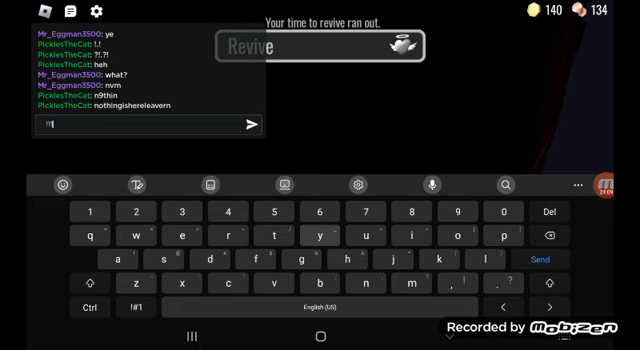 140 134
Your time to revive ran out.
Revive
Mr_Eggman3500: ye
PicklesTheCat: !.!
PicklesTheCat: ?!.?!
PicklesTheCat: heh
Mr_Eggman3500: what?
Mr_Eggman3500: nvm
PicklesTheCat: n9thin
PicklesTheCat: nothingishereleavern
24:09
1 2 3 4 5 6 7 8 9 0 Del
q w e r t y u i o p
a s d f g h j k l Send
z x c v b n m , ! . ?
Ctrl !#1 English (US) < >
Recorded by mobizen